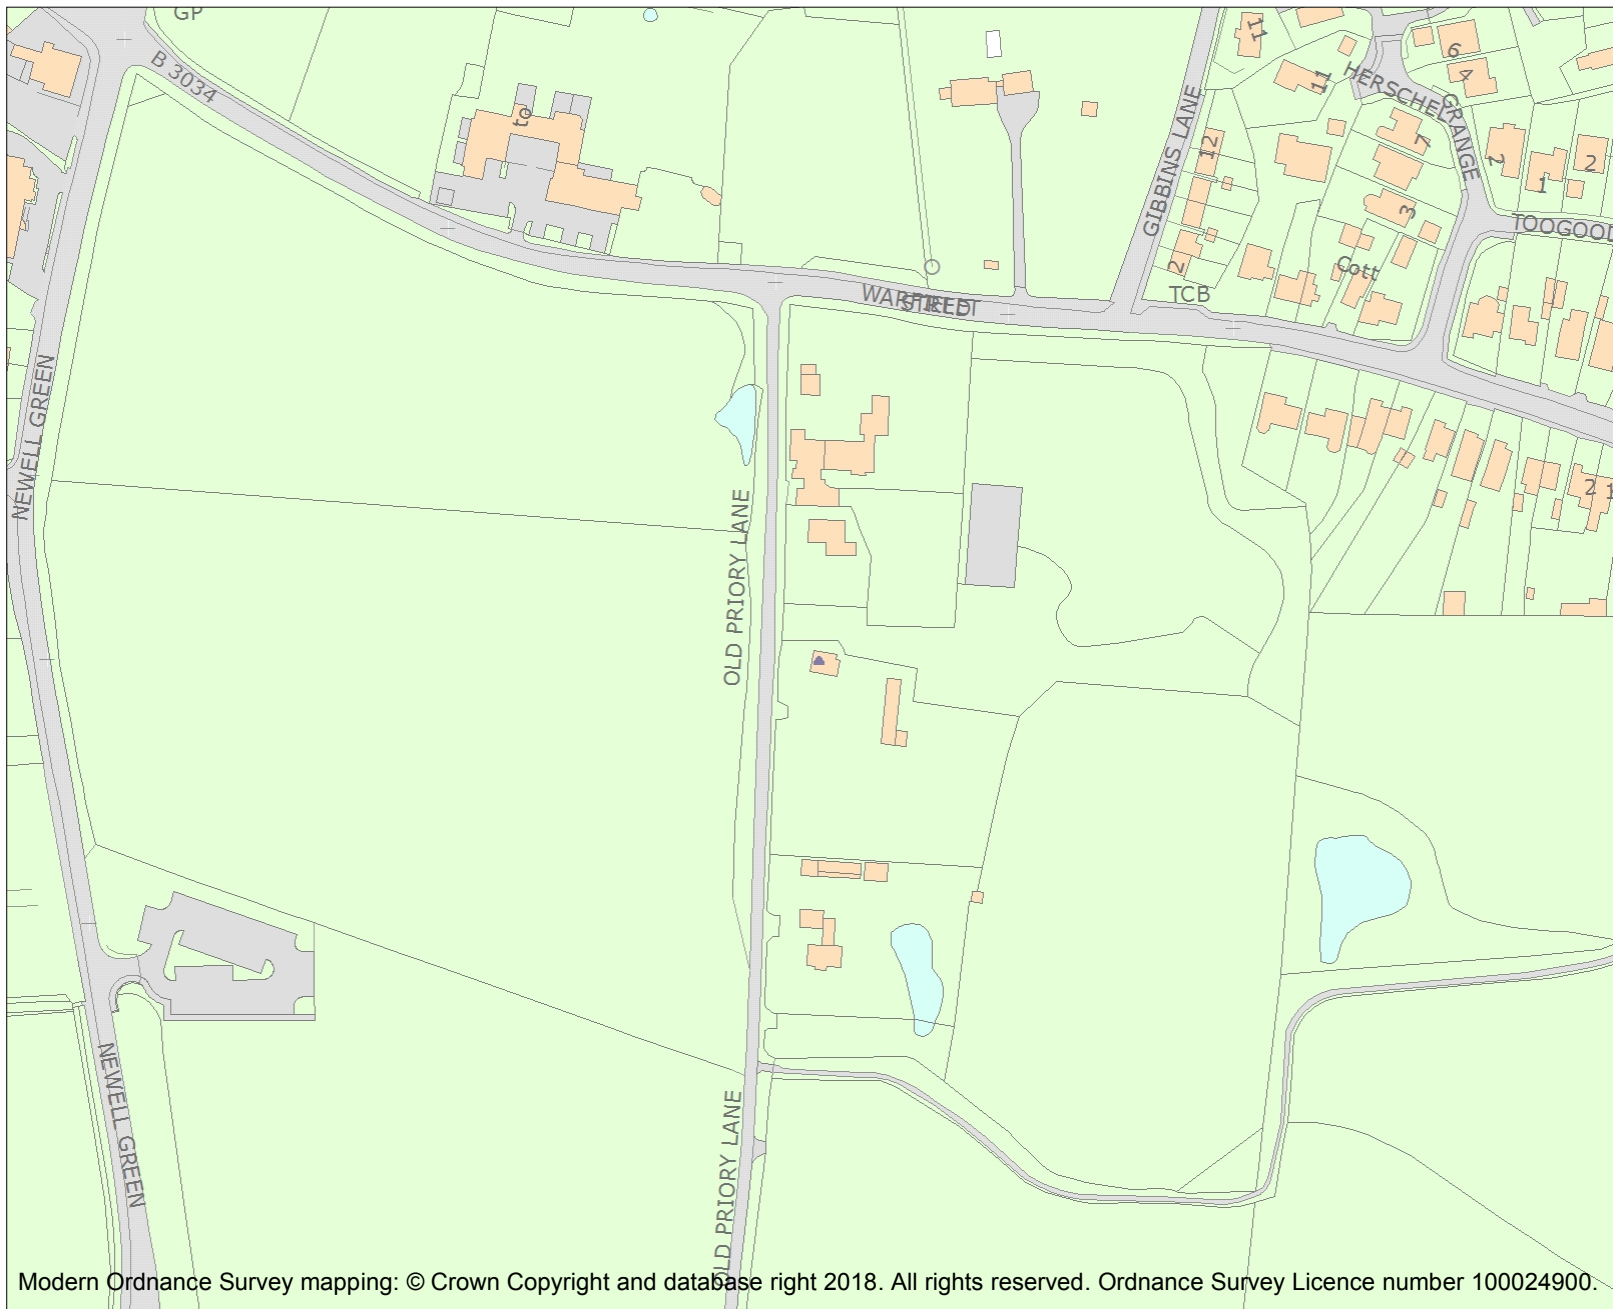 GP
B 3034
to
11
11
6
4
HERSCHEL
GRANGE
GIBBINS LANE
12
7
2
1
2
3
TOOGOOD
2
Cott
TCB
WARFIELD
STREET
NEWELL GREEN
OLD PRIORY LANE
2
1
NEWELL GREEN
OLD PRIORY LANE
Modern Ordnance Survey mapping: © Crown Copyright and database right 2018. All rights reserved. Ordnance Survey Licence number 100024900.